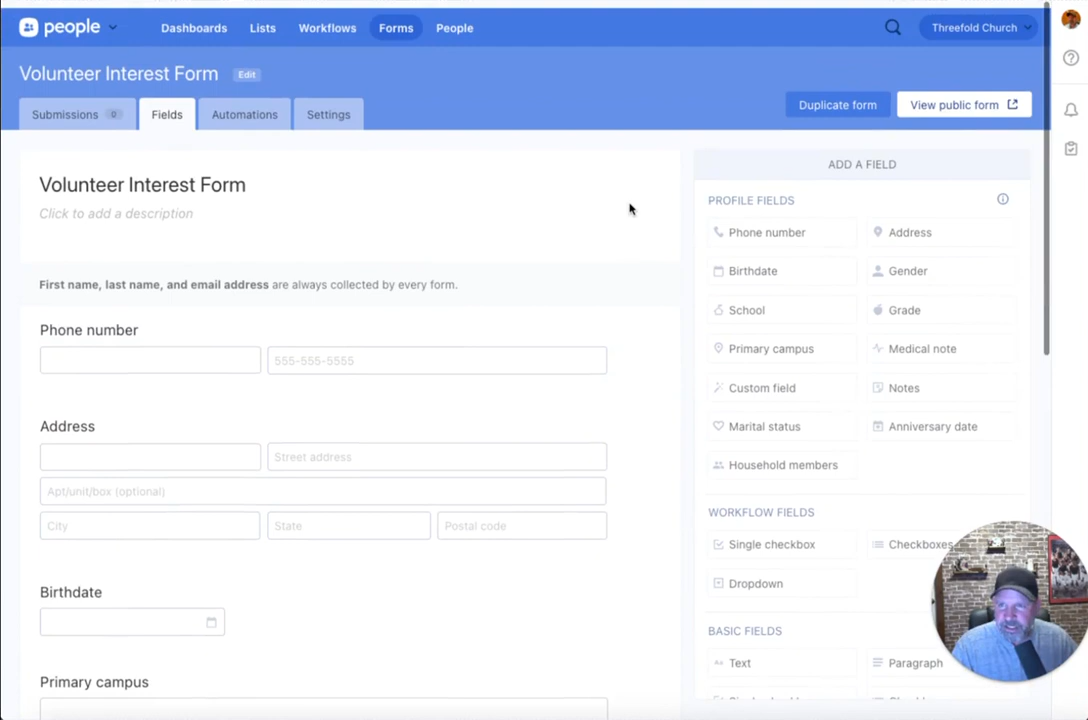 people
Dashboards
Lists
Workflows
Forms
People
Threefold Church
Volunteer Interest Form
Edit
Submissions 0
Fields
Automations
Settings
Duplicate form
View public form
Volunteer Interest Form
Click to add a description
First name, last name, and email address are always collected by every form.
Phone number
555-555-5555
Address
Street address
Apt/unit/box (optional)
City
State
Postal code
Birthdate
Primary campus
ADD A FIELD
PROFILE FIELDS
Phone number
Address
Birthdate
Gender
School
Grade
Primary campus
Medical note
Custom field
Notes
Marital status
Anniversary date
Household members
WORKFLOW FIELDS
Single checkbox
Checkboxes
Dropdown
BASIC FIELDS
Aa Text
Paragraph